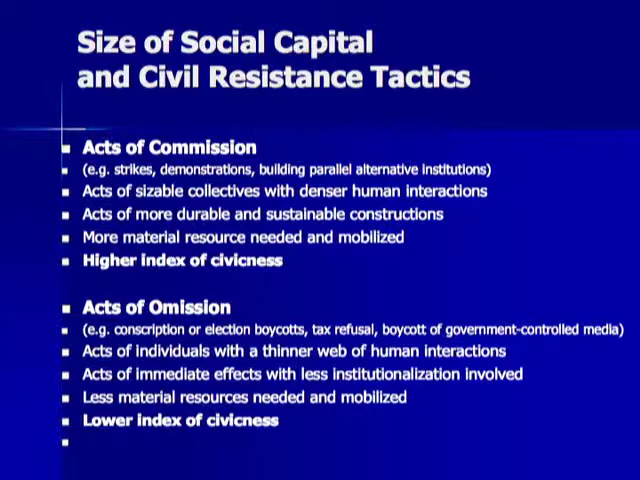 Size of Social Capital
and Civil Resistance Tactics
Acts of Commission
(e.g. strikes, demonstrations, building parallel alternative institutions)
Acts of sizable collectives with denser human interactions
Acts of more durable and sustainable constructions
More material resource needed and mobilized
Higher index of civicness
Acts of Omission
(e.g. conscription or election boycotts, tax refusal, boycott of government-controlled media)
Acts of individuals with a thinner web of human interactions
Acts of immediate effects with less institutionalization involved
Less material resources needed and mobilized
Lower index of civicness